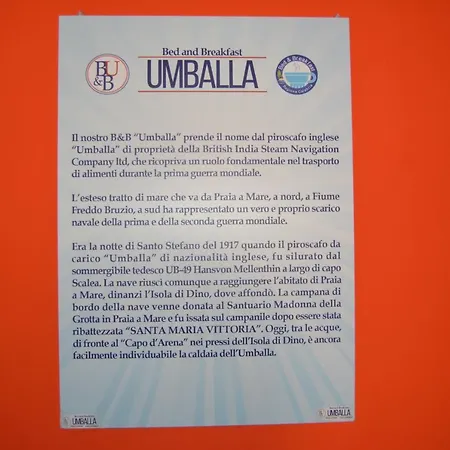 Bed and Breakfast
BU
&B
UMBALLA
Bed & Breakfast
Il nostro B&B “Umballa” prende il nome dal piroscafo inglese
“Umballa” di proprietà della British India Steam Navigation
Company ltd, che ricopriva un ruolo fondamentale nel trasporto
di alimenti durante la prima guerra mondiale.
L’esteso tratto di mare che va da Praia a Mare, a nord, a Fiume
Freddo Bruzio, a sud ha rappresentato un vero e proprio scarico
navale della prima e della seconda guerra mondiale.
Era la notte di Santo Stefano del 1917 quando il piroscafo da
carico “Umballa” di nazionalità inglese, fu silurato dal
sommergibile tedesco UB-49 Hansvon Mellenthin a largo di capo
Scalea. La nave riuscì comunque a raggiungere l’abitato di Praia
a Mare, dinanzi l’Isola di Dino, dove affondò. La campana di
bordo della nave venne donata al Santuario Madonna della
Grotta in Praia a Mare e fu issata sul campanile dopo essere stata
ribattezzata “SANTA MARIA VITTORIA”. Oggi, tra le acque,
di fronte al “Capo d’Arena” nei pressi dell’Isola di Dino, è ancora
facilmente individuabile la caldaia dell’Umballa.
UMBALLA
UMBALLA